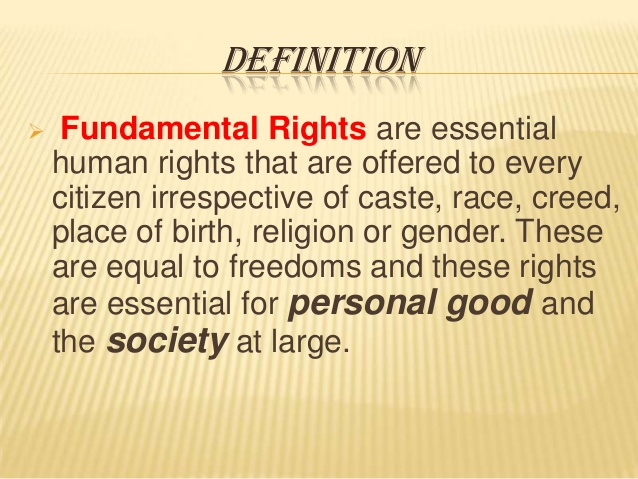 DEFINITION
Fundamental Rights are essential
human rights that are offered to every
citizen irrespective of caste, race, creed,
place of birth, religion or gender. These
are equal to freedoms and these rights
are essential for personal good and
the society at large.